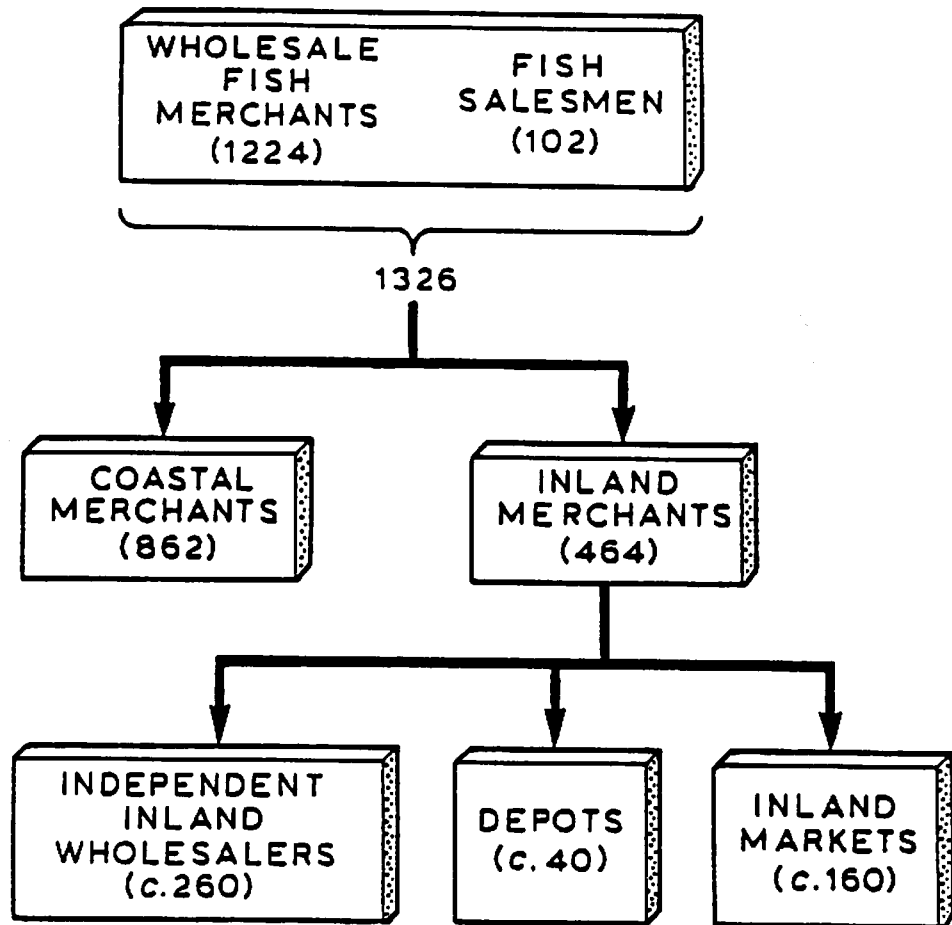 WHOLESALE
FISH
MERCHANTS
(1224)
FISH
SALESMEN
(102)
1326
COASTAL
MERCHANTS
(862)
INLAND
MERCHANTS
(464)
INDEPENDENT
INLAND
WHOLESALERS
(c.260)
DEPOTS
(c.40)
INLAND
MARKETS
(c.160)